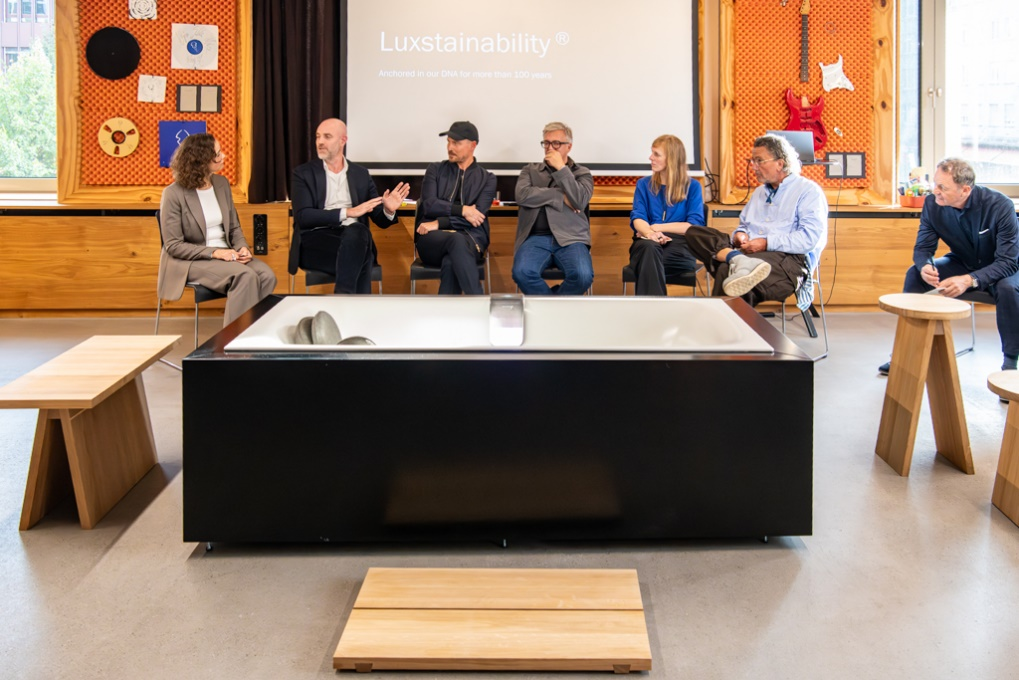 Luxstainability®
Anchored in our DNA for more than 100 years